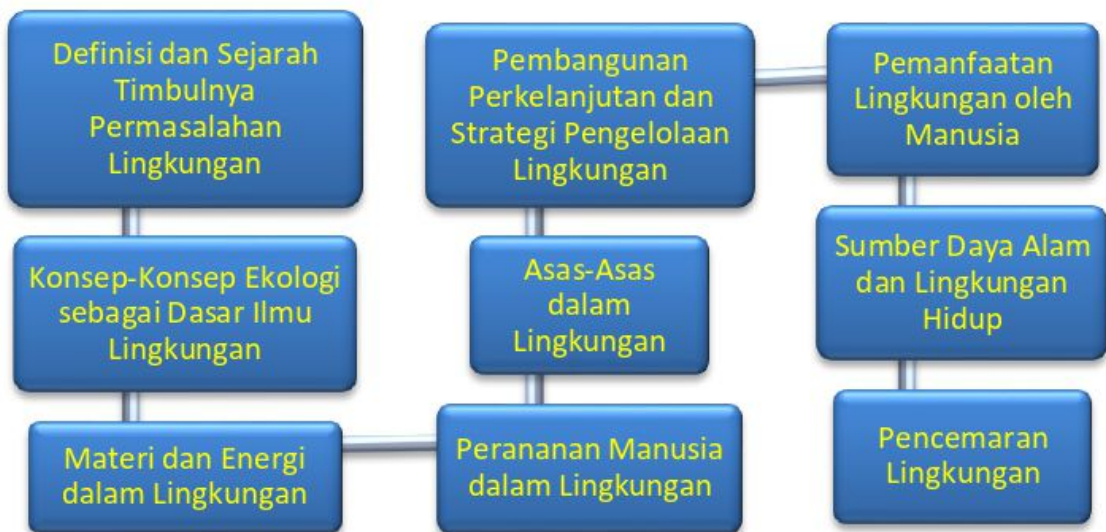 Definisi dan Sejarah
Timbulnya
Permasalahan
Lingkungan
Konsep-Konsep Ekologi
sebagai Dasar Ilmu
Lingkungan
Materi dan Energi
dalam Lingkungan
Perananan Manusia
dalam Lingkungan
Asas-Asas
dalam
Lingkungan
Pembangunan
Perkelanjutan dan
Strategi Pengelolaan
Lingkungan
Pemanfaatan
Lingkungan oleh
Manusia
Sumber Daya Alam
dan Lingkungan
Hidup
Pencemaran
Lingkungan